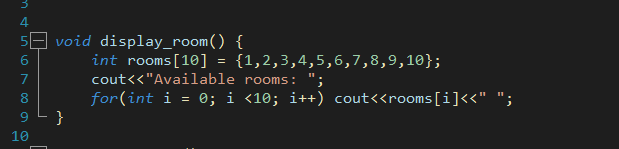 3
4
5 void display_room() {
6 int rooms[10] = {1,2,3,4,5,6,7,8,9,10};
7 cout<<"Available rooms: ";
8 for(int i = 0; i <10; i++) cout<<rooms[i]<<" ";
9 }
10